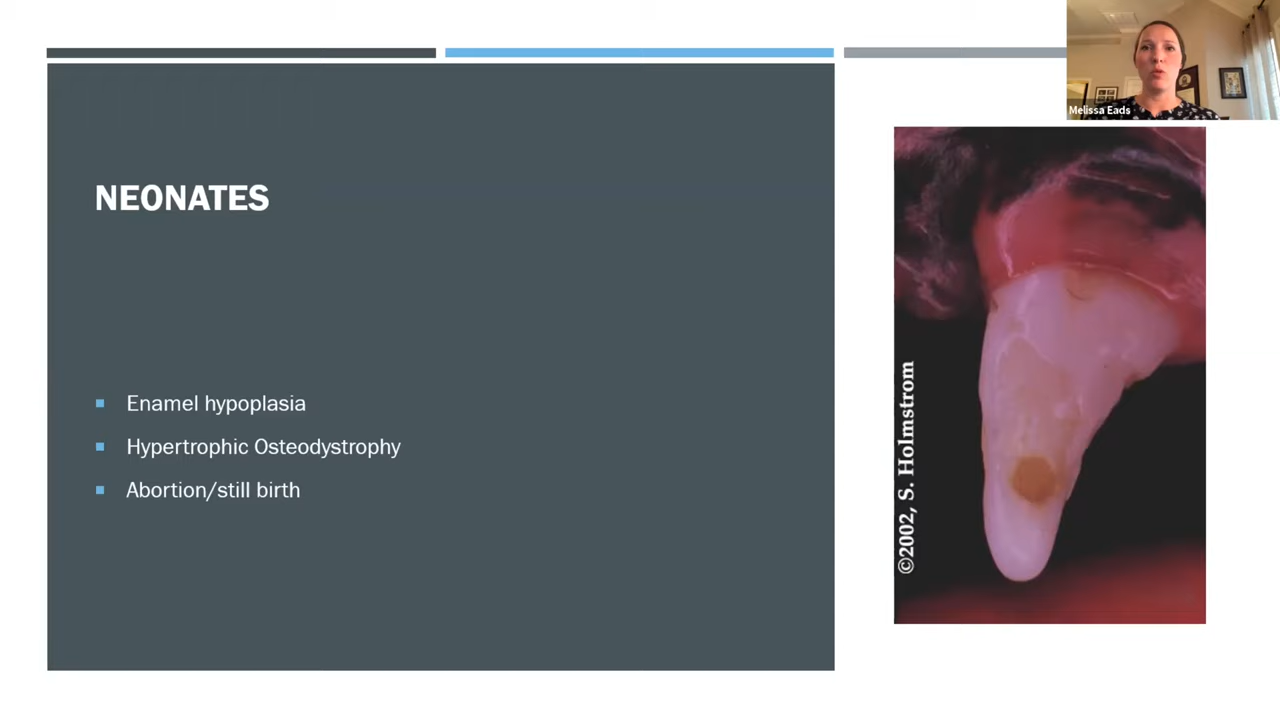 Melissa Eads
NEONATES
Enamel hypoplasia
Hypertrophic Osteodystrophy
Abortion/still birth
©2002, S. Holmstrom